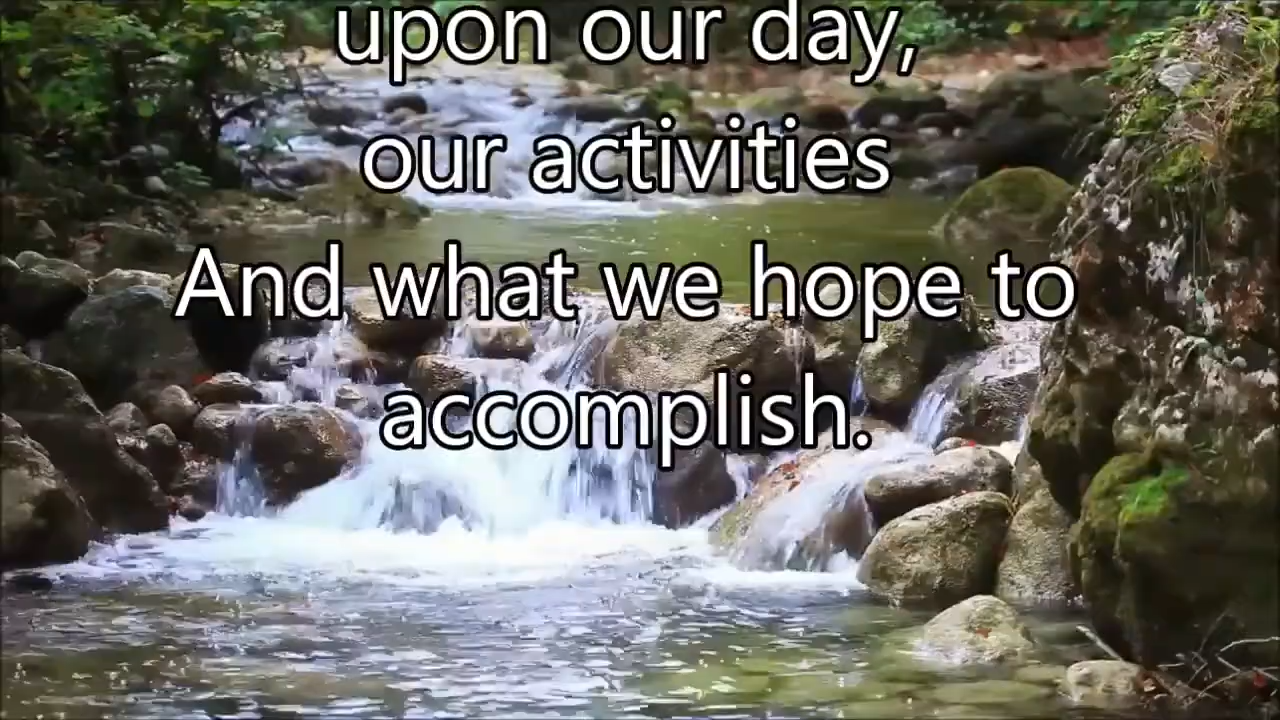 upon our day,
our activities
And what we hope to
accomplish.